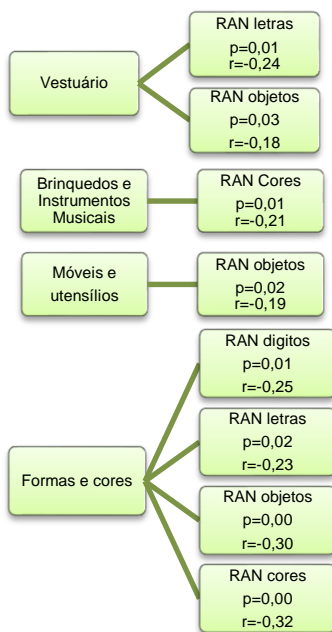 Vestuário
RAN letras
p=0,01
r=-0,24
RAN objetos
p=0,03
r=-0,18
Brinquedos e
Instrumentos
Musicais
RAN Cores
p=0,01
r=-0,21
Móveis e
utensílios
RAN objetos
p=0,02
r=-0,19
Formas e cores
RAN digitos
p=0,01
r=-0,25
RAN letras
p=0,02
r=-0,23
RAN objetos
p=0,00
r=-0,30
RAN cores
p=0,00
r=-0,32